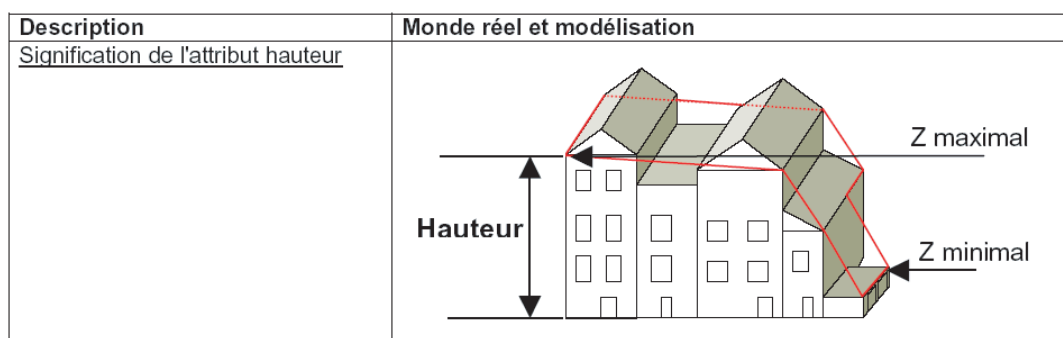 Description
Monde réel et modélisation
Signification de l'attribut hauteur
Z maximal
Hauteur
Z minimal